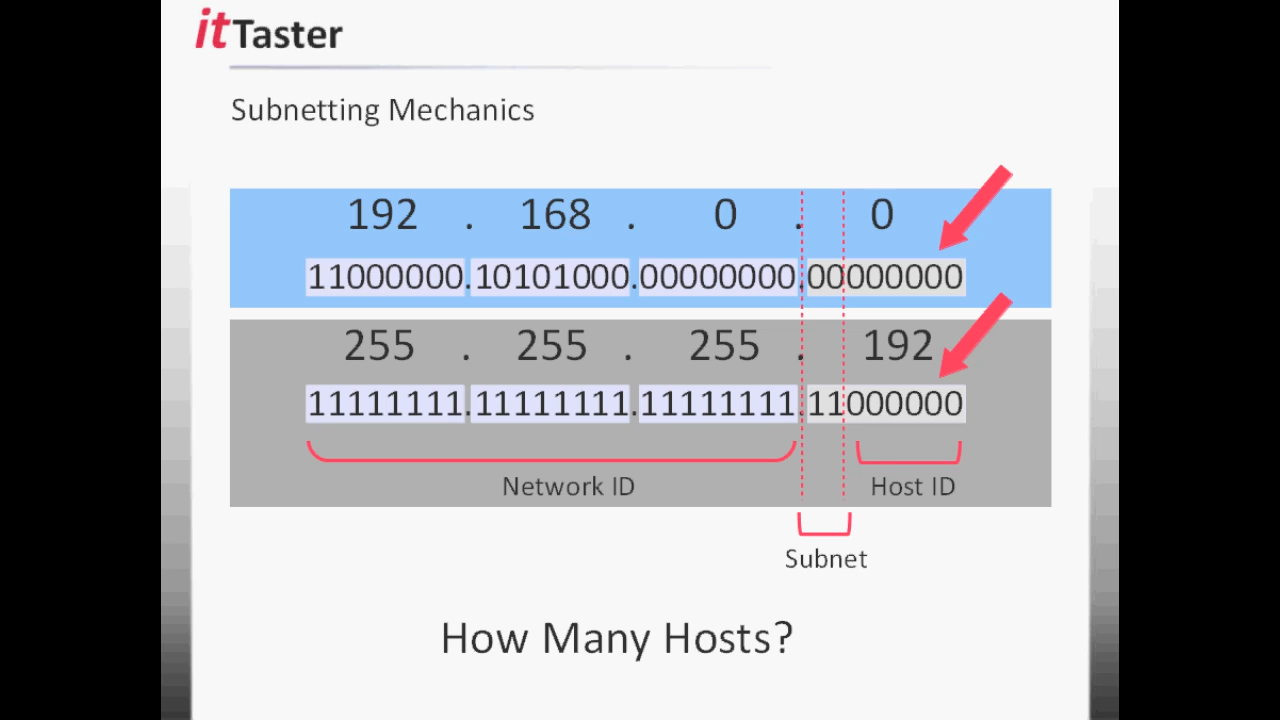 itTaster
Subnetting Mechanics
192 . 168 . 0 . 0
11000000.10101000.00000000.00000000
255 . 255 . 255 . 192
11111111.11111111.11111111.11000000
Network ID
Host ID
Subnet
How Many Hosts?